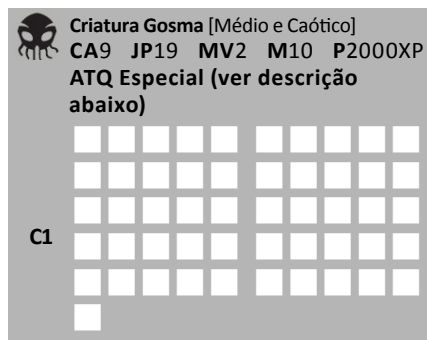 Criatura Gosma [Médio e Caótico]
CA9 JP19 MV2 M10 P2000XP
ATQ Especial (ver descrição
abaixo)
C1